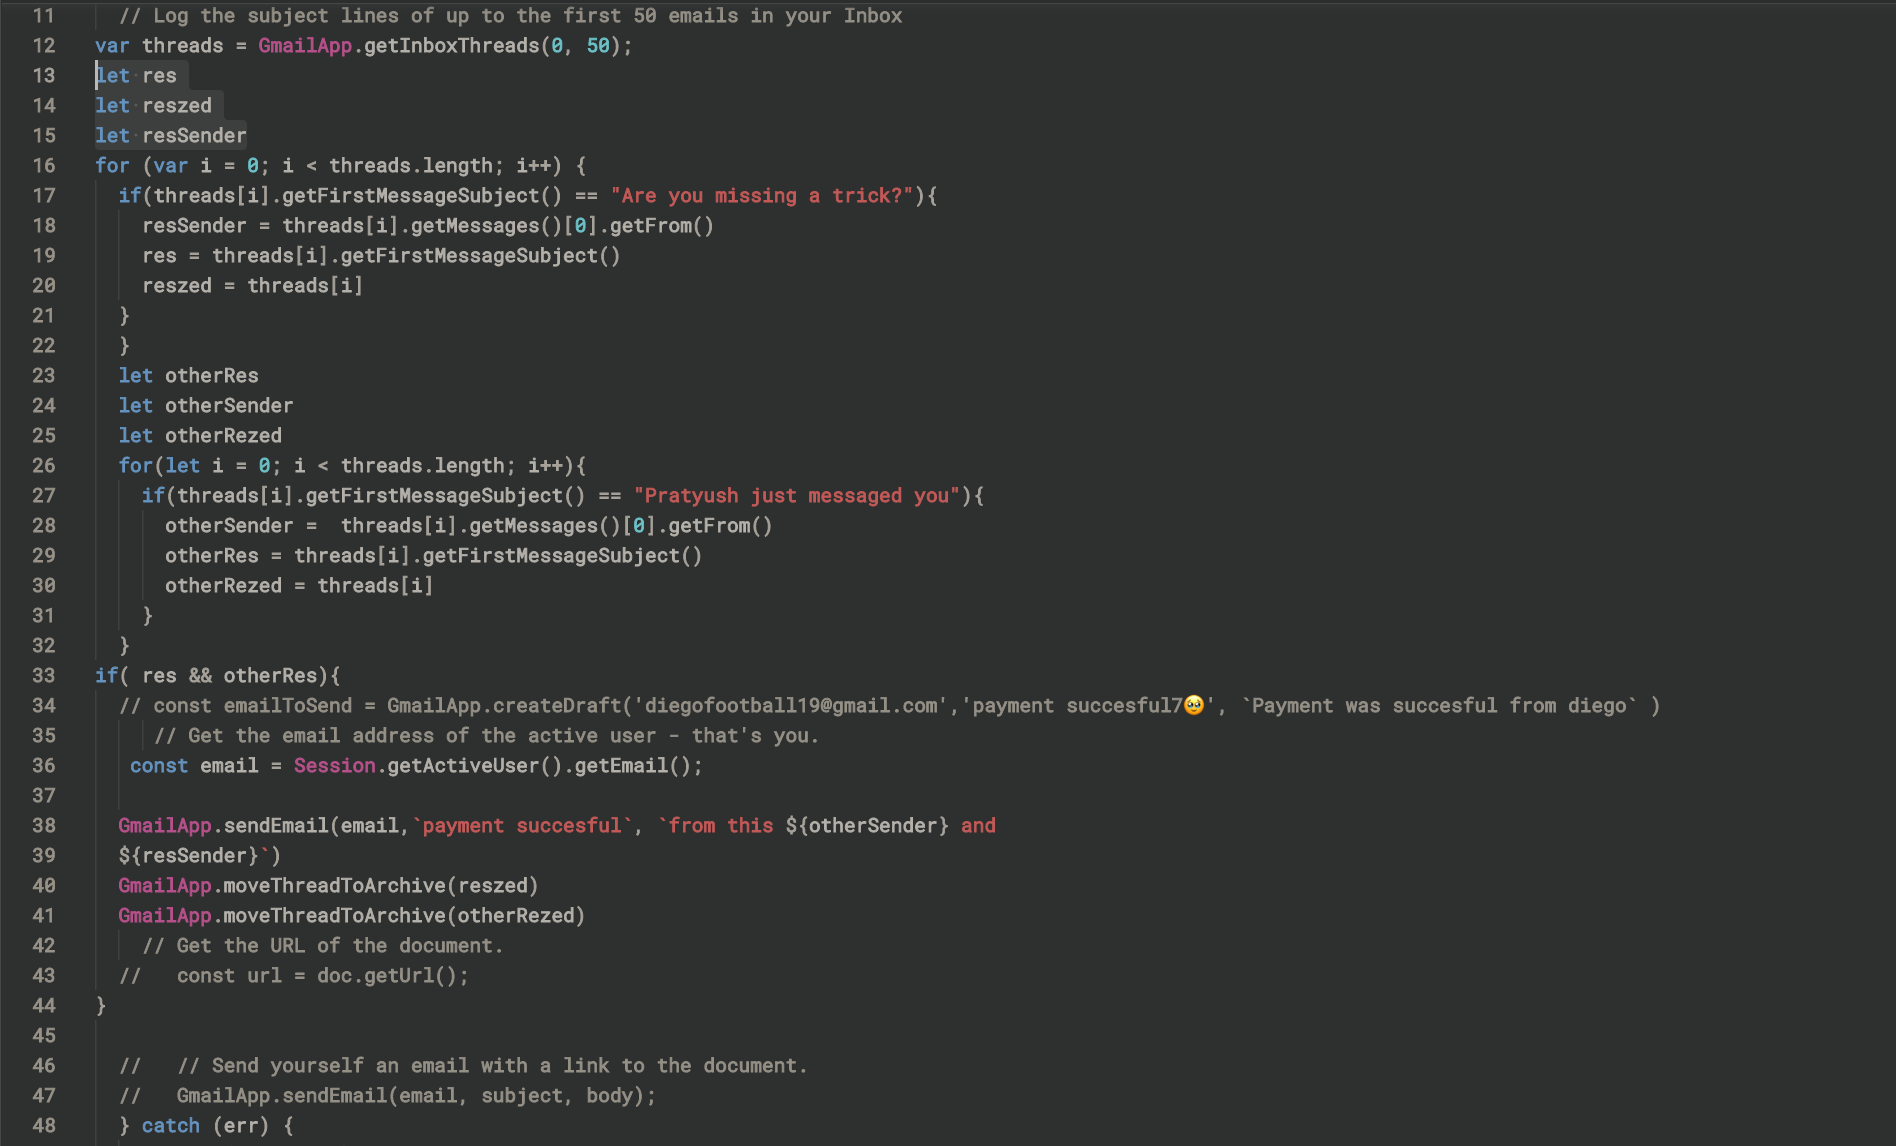 11 // Log the subject lines of up to the first 50 emails in your Inbox
12 var threads = GmailApp.getInboxThreads(0, 50);
13 let res
14 let reszed
15 let resSender
16 for (var i = 0; i < threads.length; i++) {
17 if(threads[i].getFirstMessageSubject() == "Are you missing a trick?"){
18 resSender = threads[i].getMessages()[0].getFrom()
19 res = threads[i].getFirstMessageSubject()
20 reszed = threads[i]
21 }
22 }
23 let otherRes
24 let otherSender
25 let otherRezed
26 for(let i = 0; i < threads.length; i++){
27 if(threads[i].getFirstMessageSubject() == "Pratyush just messaged you"){
28 otherSender =  threads[i].getMessages()[0].getFrom()
29 otherRes = threads[i].getFirstMessageSubject()
30 otherRezed = threads[i]
31 }
32 }
33 if( res && otherRes){
34 // const emailToSend = GmailApp.createDraft('diegofootball19@gmail.com','payment succesful7🥹', `Payment was succesful from diego` )
35 // Get the email address of the active user - that's you.
36 const email = Session.getActiveUser().getEmail();
37
38 GmailApp.sendEmail(email,`payment succesful`, `from this ${otherSender} and
39 ${resSender}`)
40 GmailApp.moveThreadToArchive(reszed)
41 GmailApp.moveThreadToArchive(otherRezed)
42 // Get the URL of the document.
43 //   const url = doc.getUrl();
44 }
45
46 //   // Send yourself an email with a link to the document.
47 //   GmailApp.sendEmail(email, subject, body);
48 } catch (err) {